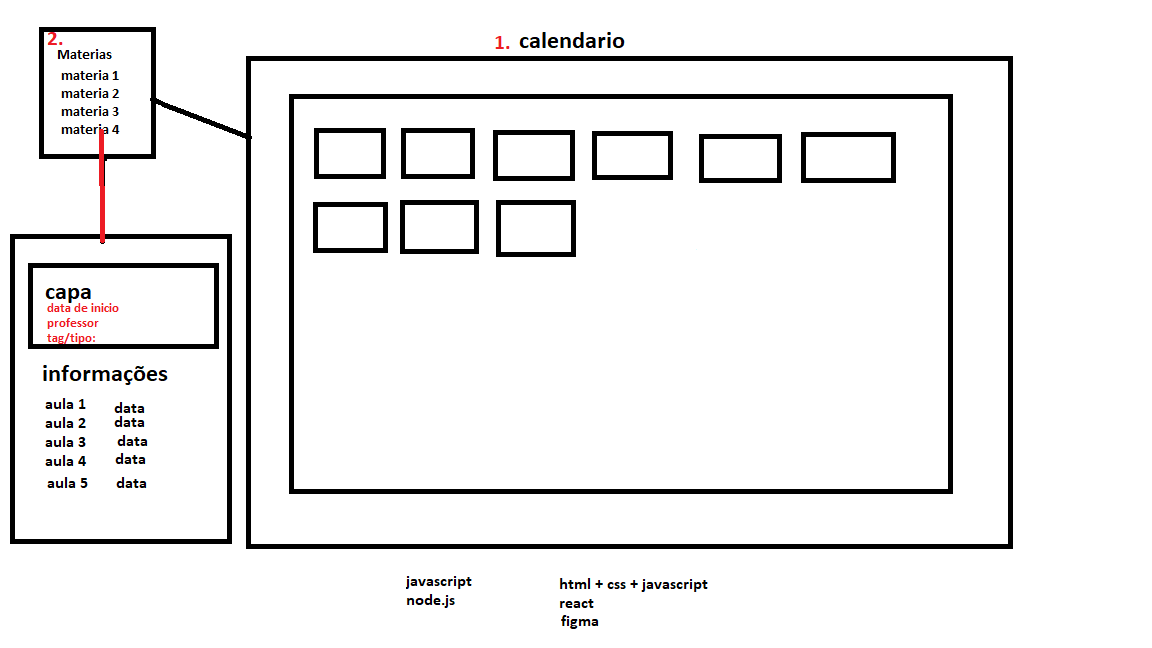 1. calendario
2.
Materias
materia 1
materia 2
materia 3
materia 4
capa
data de inicio
professor
tag/tipo:
informações
aula 1 data
aula 2 data
aula 3 data
aula 4 data
aula 5 data
javascript
node.js
html + css + javascript
react
figma